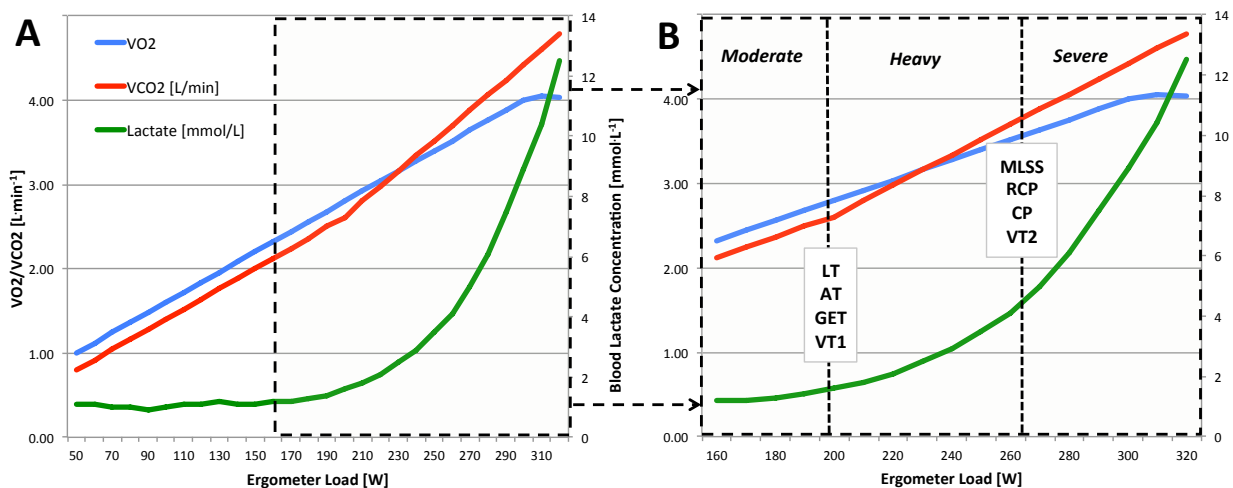 A
VO2
VCO2 [L/min]
Lactate [mmol/L]
VO2/VCO2 [L·min⁻¹]
4.00
3.00
2.00
1.00
0.00
50 70 90 110 130 150 170 190 210 230 250 270 290 310
Ergometer Load [W]
14
12
10
8
6
4
2
0
Blood Lactate Concentration [mmol·L⁻¹]
B
Moderate Heavy Severe
MLSS
RCP
CP
VT2
LT
AT
GET
VT1
4.00
3.00
2.00
1.00
0.00
160 180 200 220 240 260 280 300 320
Ergometer Load [W]
14
12
10
8
6
4
2
0